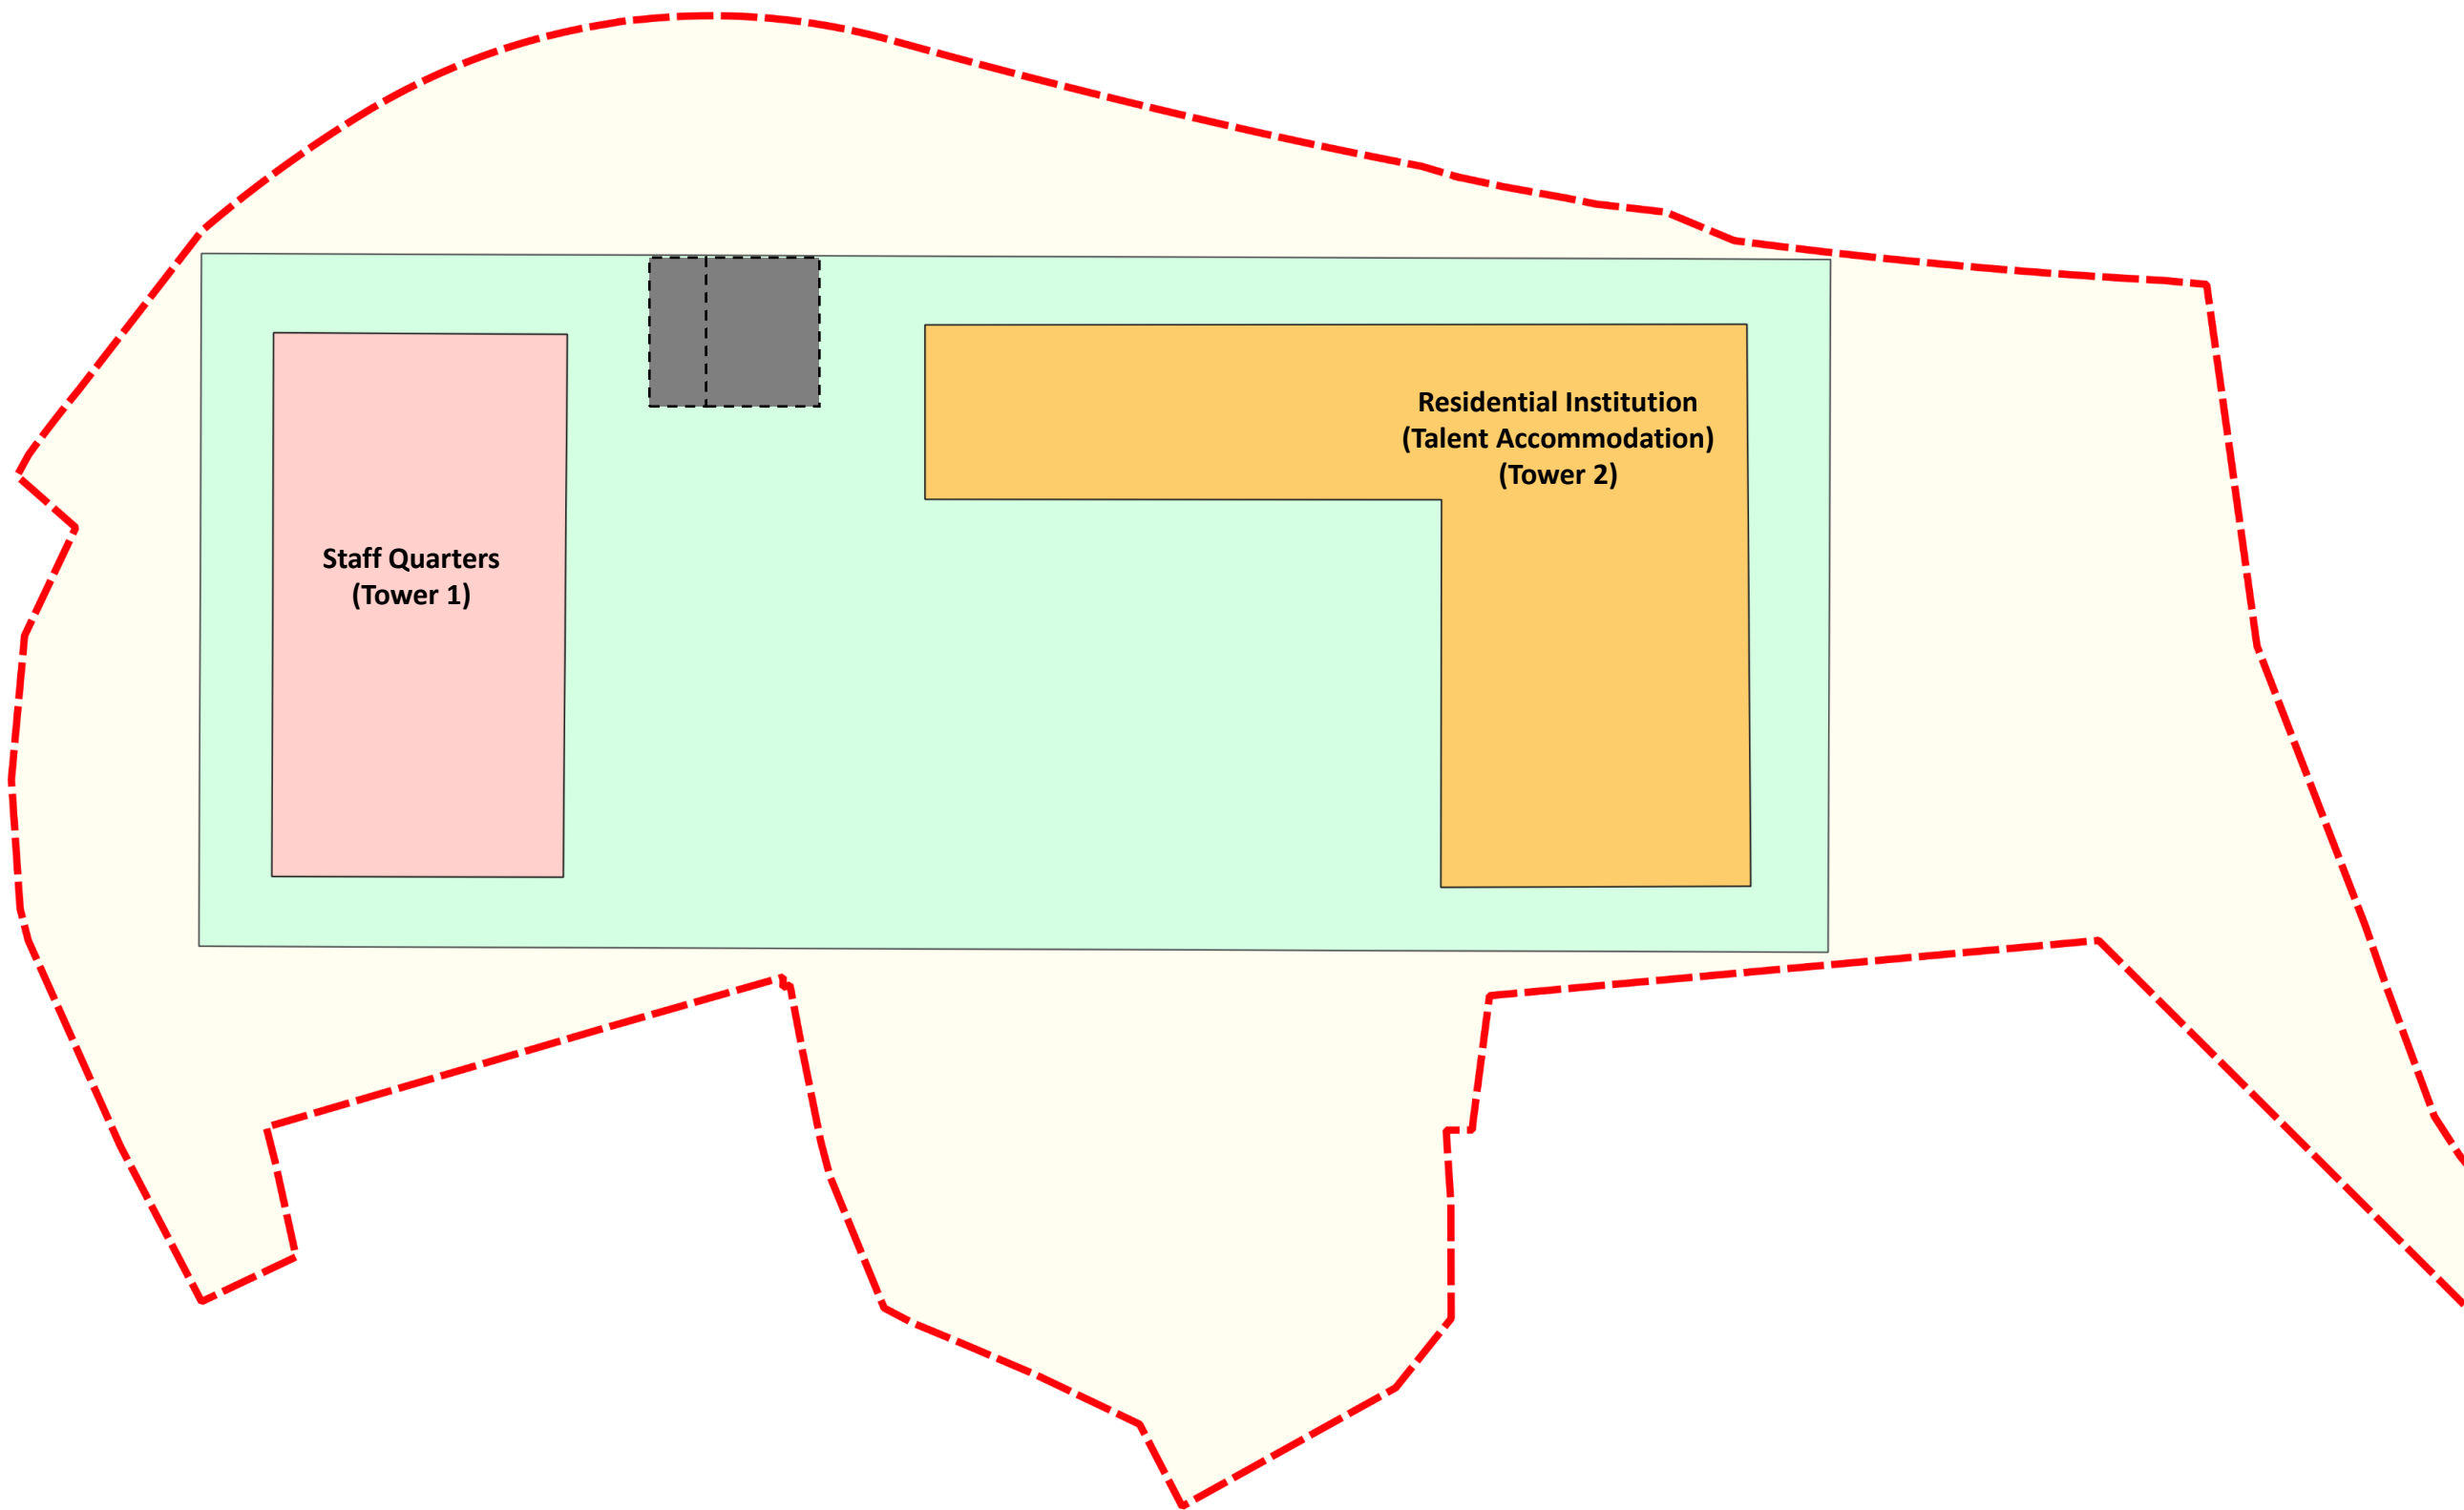 Residential Institution
(Talent Accommodation)
(Tower 2)
Staff Quarters
(Tower 1)